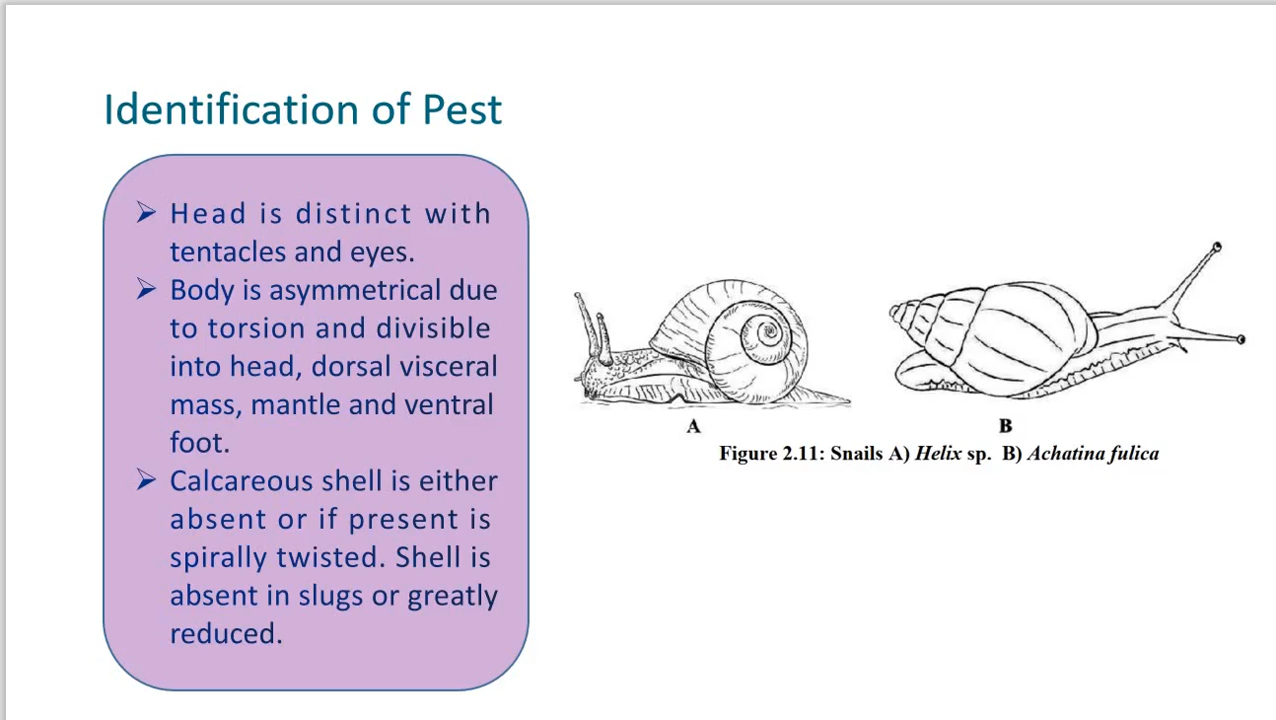 Identification of Pest
➢ Head is distinct with
tentacles and eyes.
➢ Body is asymmetrical due
to torsion and divisible
into head, dorsal visceral
mass, mantle and ventral
foot.
➢ Calcareous shell is either
absent or if present is
spirally twisted. Shell is
absent in slugs or greatly
reduced.
A
B
Figure 2.11: Snails A) Helix sp. B) Achatina fulica